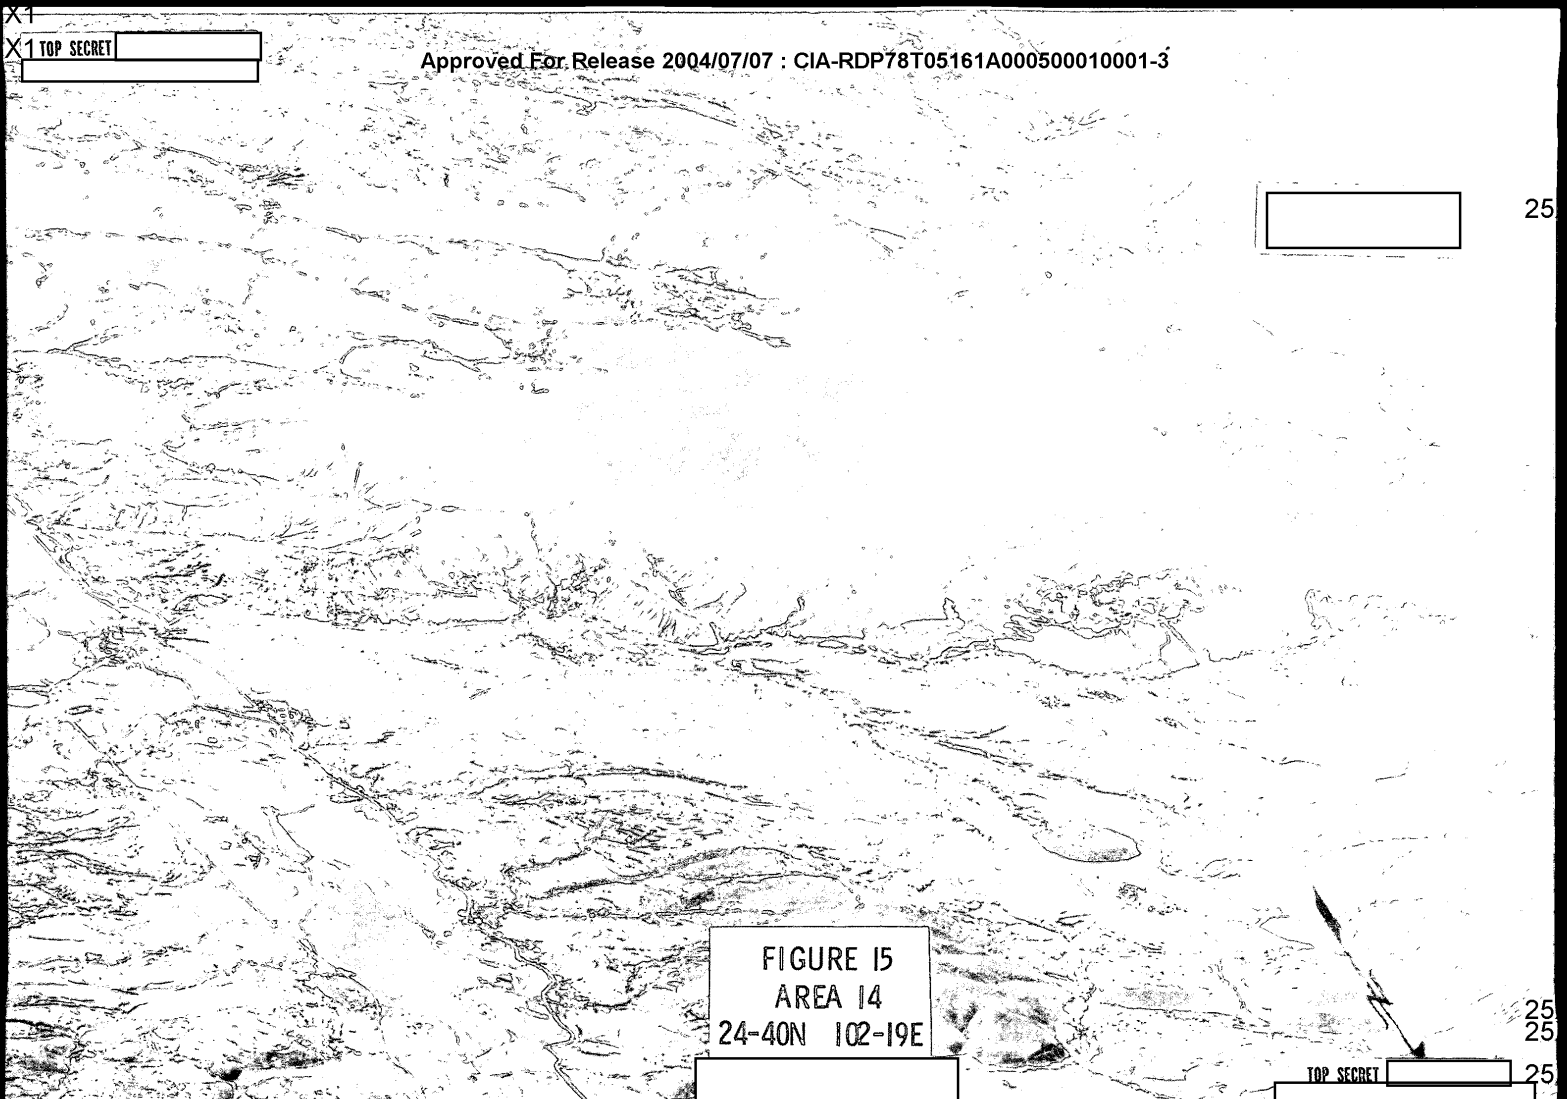 X1
X1 TOP SECRET
Approved For Release 2004/07/07 : CIA-RDP78T05161A000500010001-3
25
FIGURE 15
AREA 14
24-40N 102-19E
25
25
TOP SECRET
25